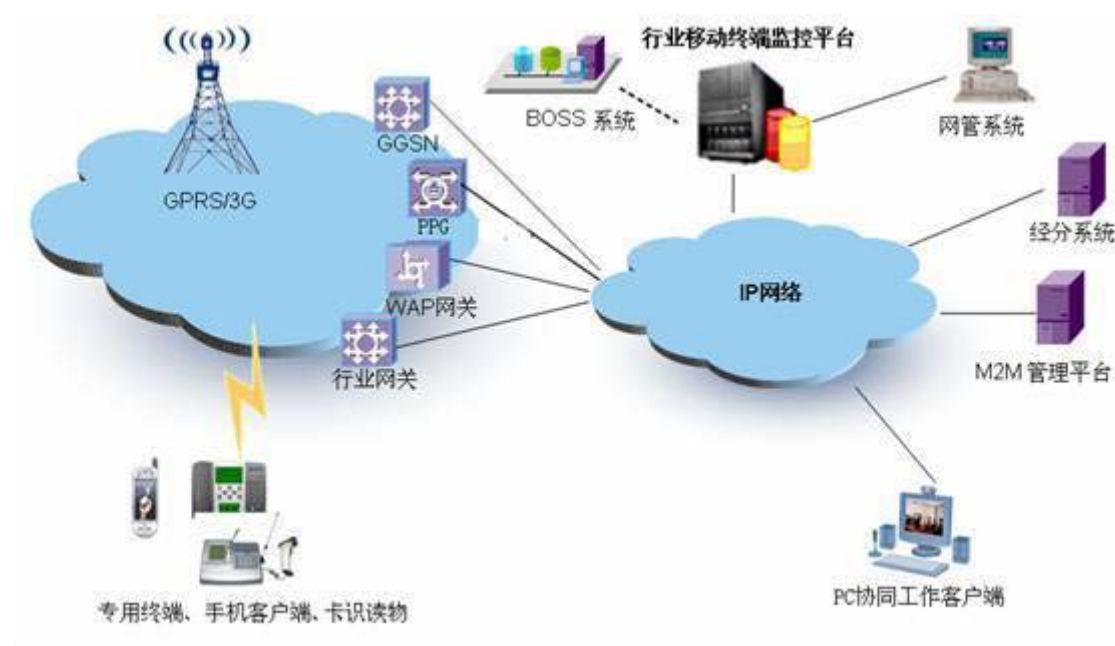 行业移动终端监控平台
BOSS 系统
网管系统
GGSN
GPRS/3G
PPG
经分系统
WAP网关
IP网络
行业网关
M2M 管理平台
PC协同工作客户端
专用终端、手机客户端、卡识读物